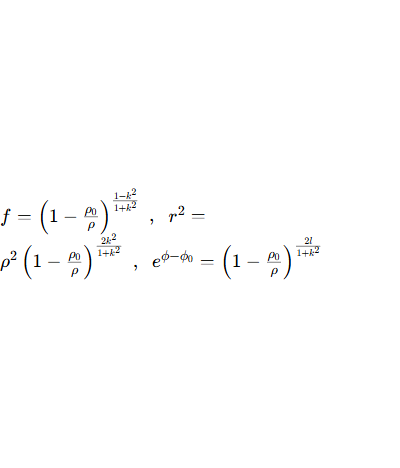 f = \left(1 - \frac{\rho_0}{\rho}\right)^{\frac{1-k^2}{1+k^2}} , r^2 =
\rho^2 \left(1 - \frac{\rho_0}{\rho}\right)^{\frac{2k^2}{1+k^2}} , e^{\phi-\phi_0} = \left(1 - \frac{\rho_0}{\rho}\right)^{\frac{2l}{1+k^2}}